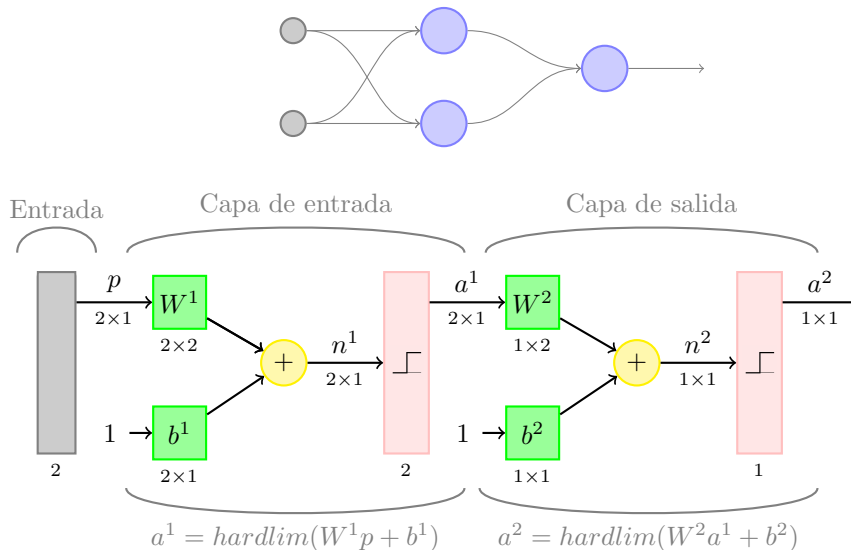 Entrada
Capa de entrada
Capa de salida
p
2×1
W¹
2×2
1
b¹
2×1
+
n¹
2×1
2
2
a¹
2×1
W²
1×2
1
b²
1×1
+
n²
1×1
1
a²
1×1
a¹ = hardlim(W¹p + b¹)
a² = hardlim(W²a¹ + b²)